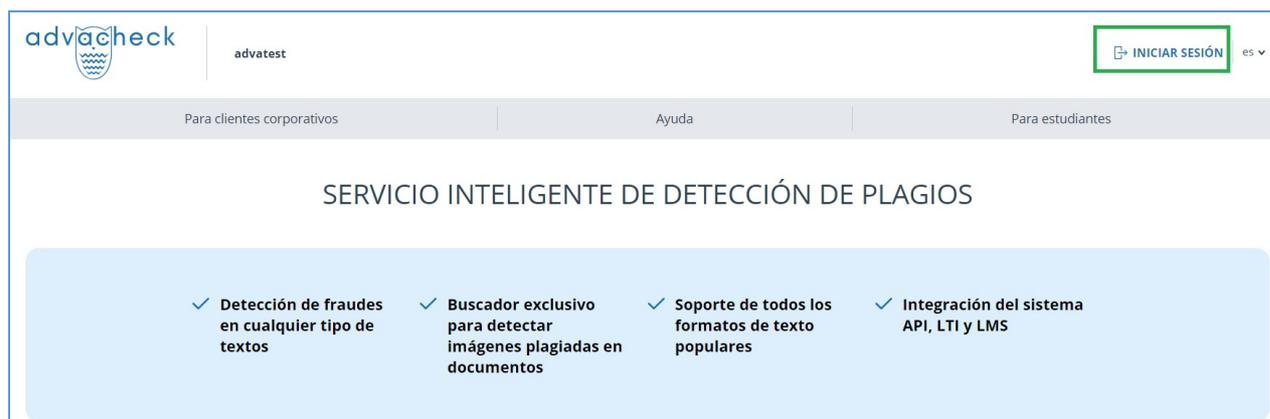 advacheck
advatest
INICIAR SESIÓN
es
Para clientes corporativos
Ayuda
Para estudiantes
SERVICIO INTELIGENTE DE DETECCIÓN DE PLAGIOS
Detección de fraudes
en cualquier tipo de
textos
Buscador exclusivo
para detectar
imágenes plagiadas en
documentos
Soporte de todos los
formatos de texto
populares
Integración del sistema
API, LTI y LMS